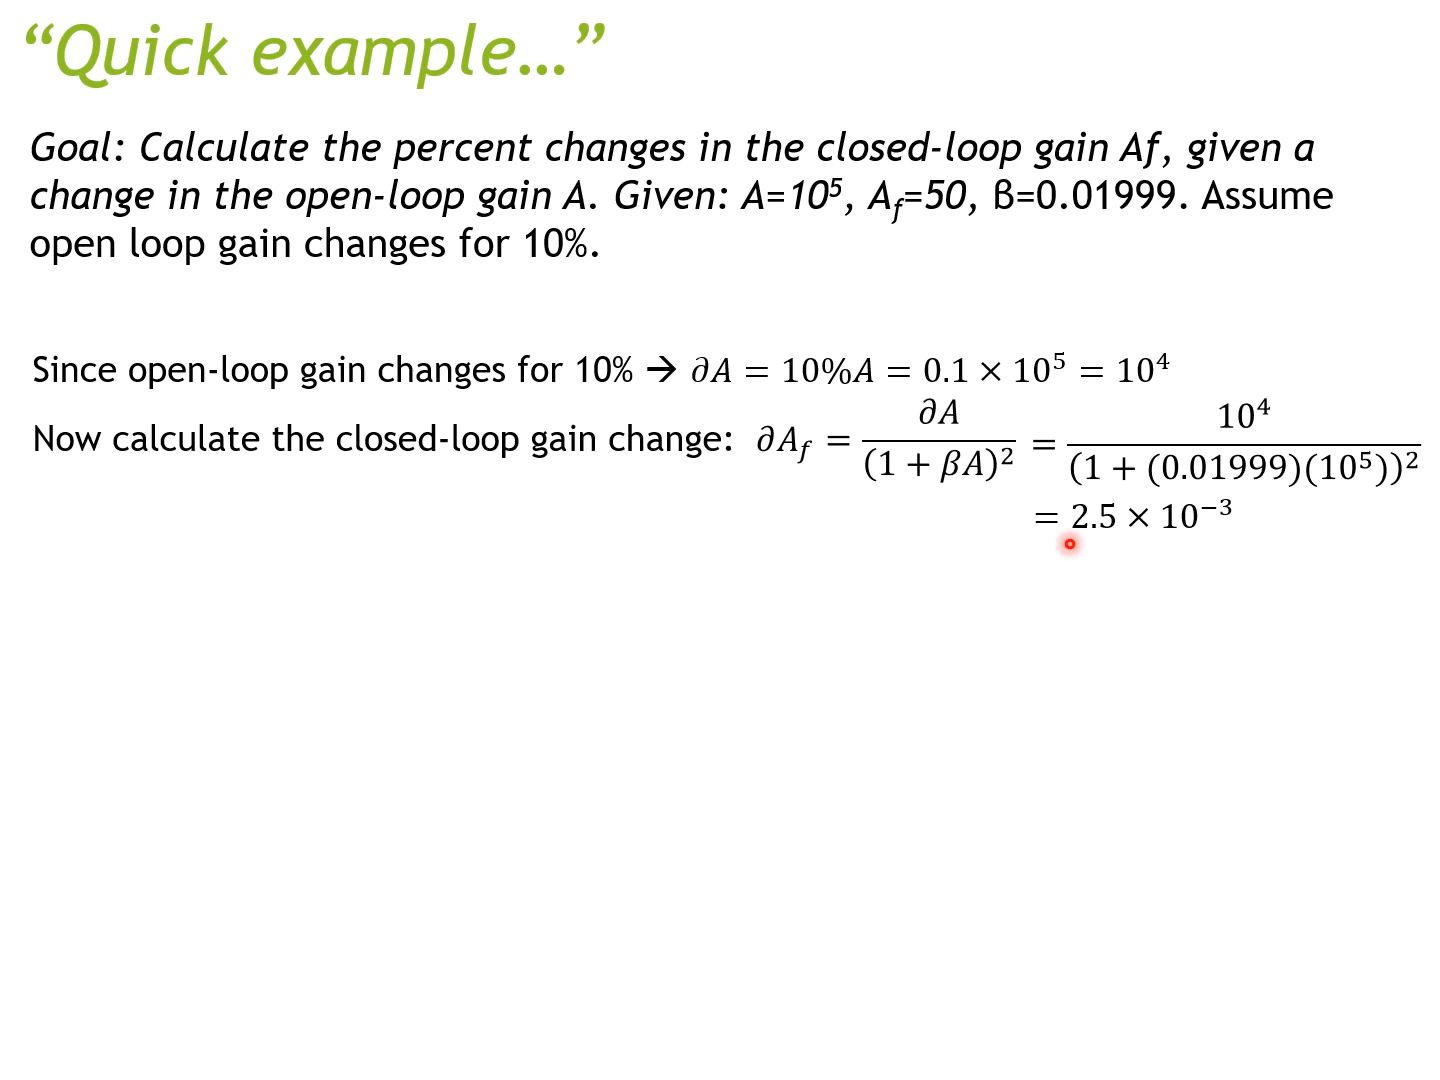 “Quick example…”
Goal: Calculate the percent changes in the closed-loop gain Af, given a
change in the open-loop gain A. Given: A=10⁵, A_f=50, ß=0.01999. Assume
open loop gain changes for 10%.
Since open-loop gain changes for 10% → ∂A = 10%A = 0.1 × 10⁵ = 10⁴
Now calculate the closed-loop gain change: ∂A_f = ∂A/(1 + βA)² = 10⁴/(1 + (0.01999)(10⁵))²
= 2.5 × 10⁻³